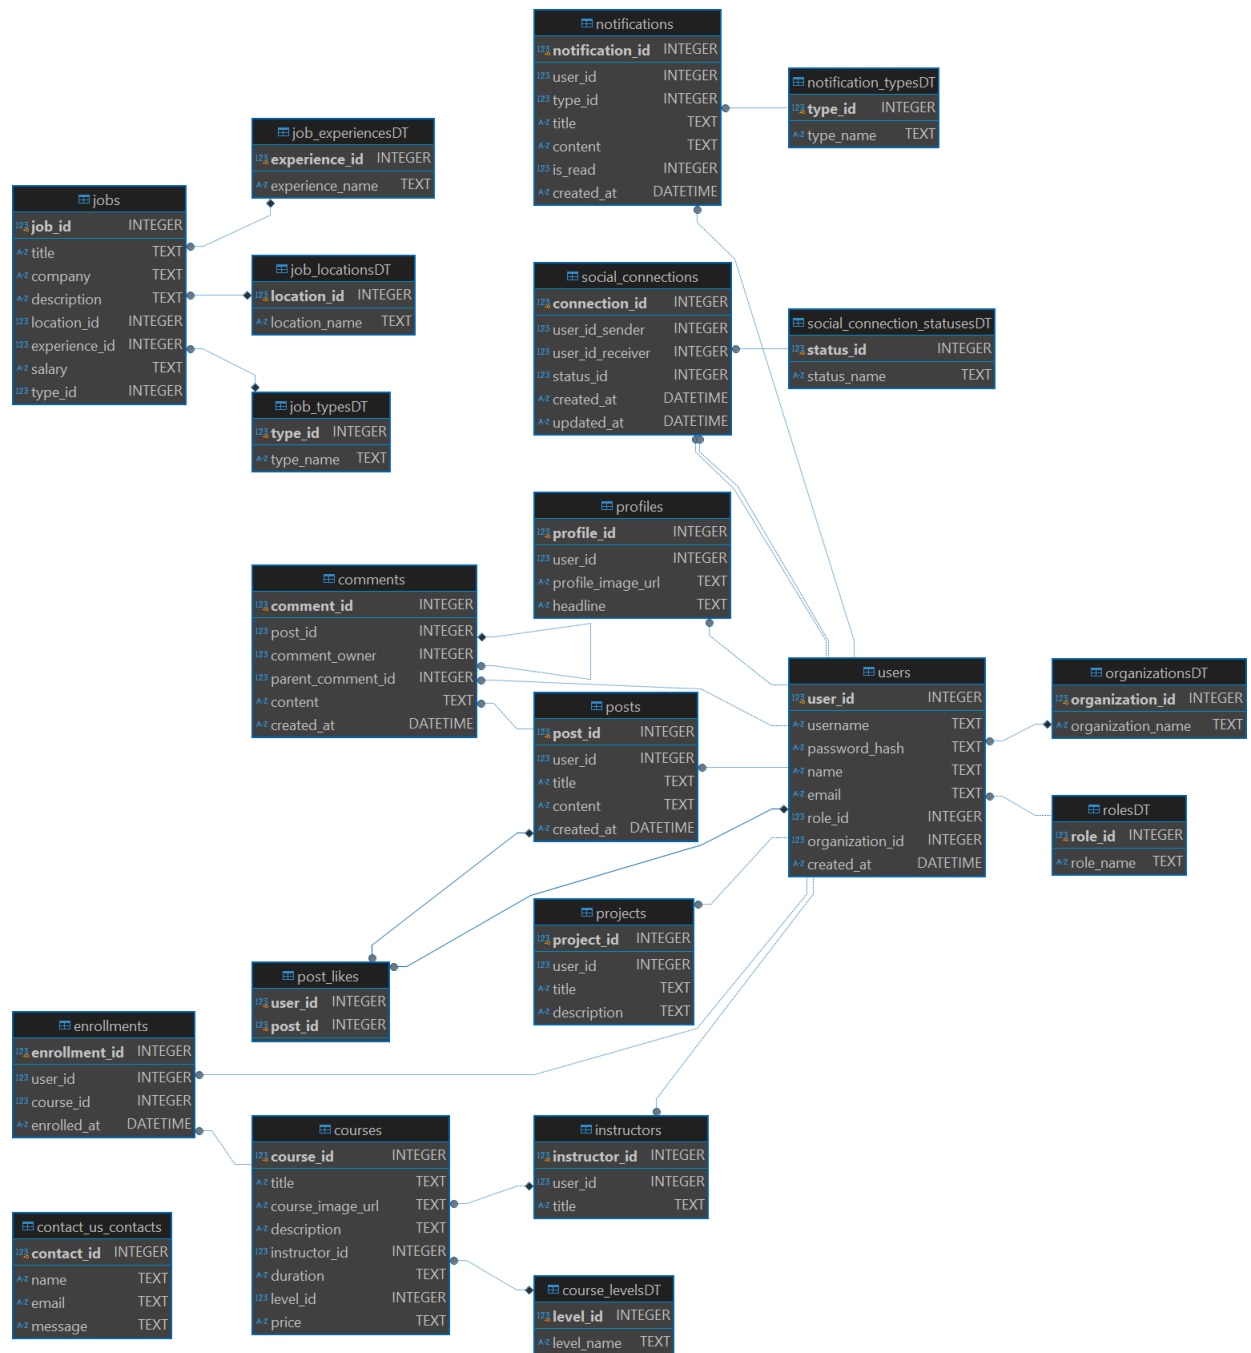 notifications
notification_id INTEGER
user_id INTEGER
type_id INTEGER
title TEXT
content TEXT
is_read INTEGER
created_at DATETIME
notification_typesDT
type_id INTEGER
type_name TEXT
job_experiencesDT
experience_id INTEGER
experience_name TEXT
jobs
job_id INTEGER
title TEXT
company TEXT
description TEXT
location_id INTEGER
experience_id INTEGER
salary TEXT
type_id INTEGER
job_locationsDT
location_id INTEGER
location_name TEXT
job_typesDT
type_id INTEGER
type_name TEXT
social_connections
connection_id INTEGER
user_id_sender INTEGER
user_id_receiver INTEGER
status_id INTEGER
created_at DATETIME
updated_at DATETIME
social_connection_statusesDT
status_id INTEGER
status_name TEXT
profiles
profile_id INTEGER
user_id INTEGER
profile_image_url TEXT
headline TEXT
comments
comment_id INTEGER
post_id INTEGER
comment_owner INTEGER
parent_comment_id INTEGER
content TEXT
created_at DATETIME
posts
post_id INTEGER
user_id INTEGER
title TEXT
content TEXT
created_at DATETIME
users
user_id INTEGER
username TEXT
password_hash TEXT
name TEXT
email TEXT
role_id INTEGER
organization_id INTEGER
created_at DATETIME
organizationsDT
organization_id INTEGER
organization_name TEXT
rolesDT
role_id INTEGER
role_name TEXT
projects
project_id INTEGER
user_id INTEGER
title TEXT
description TEXT
post_likes
user_id INTEGER
post_id INTEGER
enrollments
enrollment_id INTEGER
user_id INTEGER
course_id INTEGER
enrolled_at DATETIME
courses
course_id INTEGER
title TEXT
course_image_url TEXT
description TEXT
instructor_id INTEGER
duration TEXT
level_id INTEGER
price TEXT
instructors
instructor_id INTEGER
user_id INTEGER
title TEXT
contact_us_contacts
contact_id INTEGER
name TEXT
email TEXT
message TEXT
course_levelsDT
level_id INTEGER
level_name TEXT